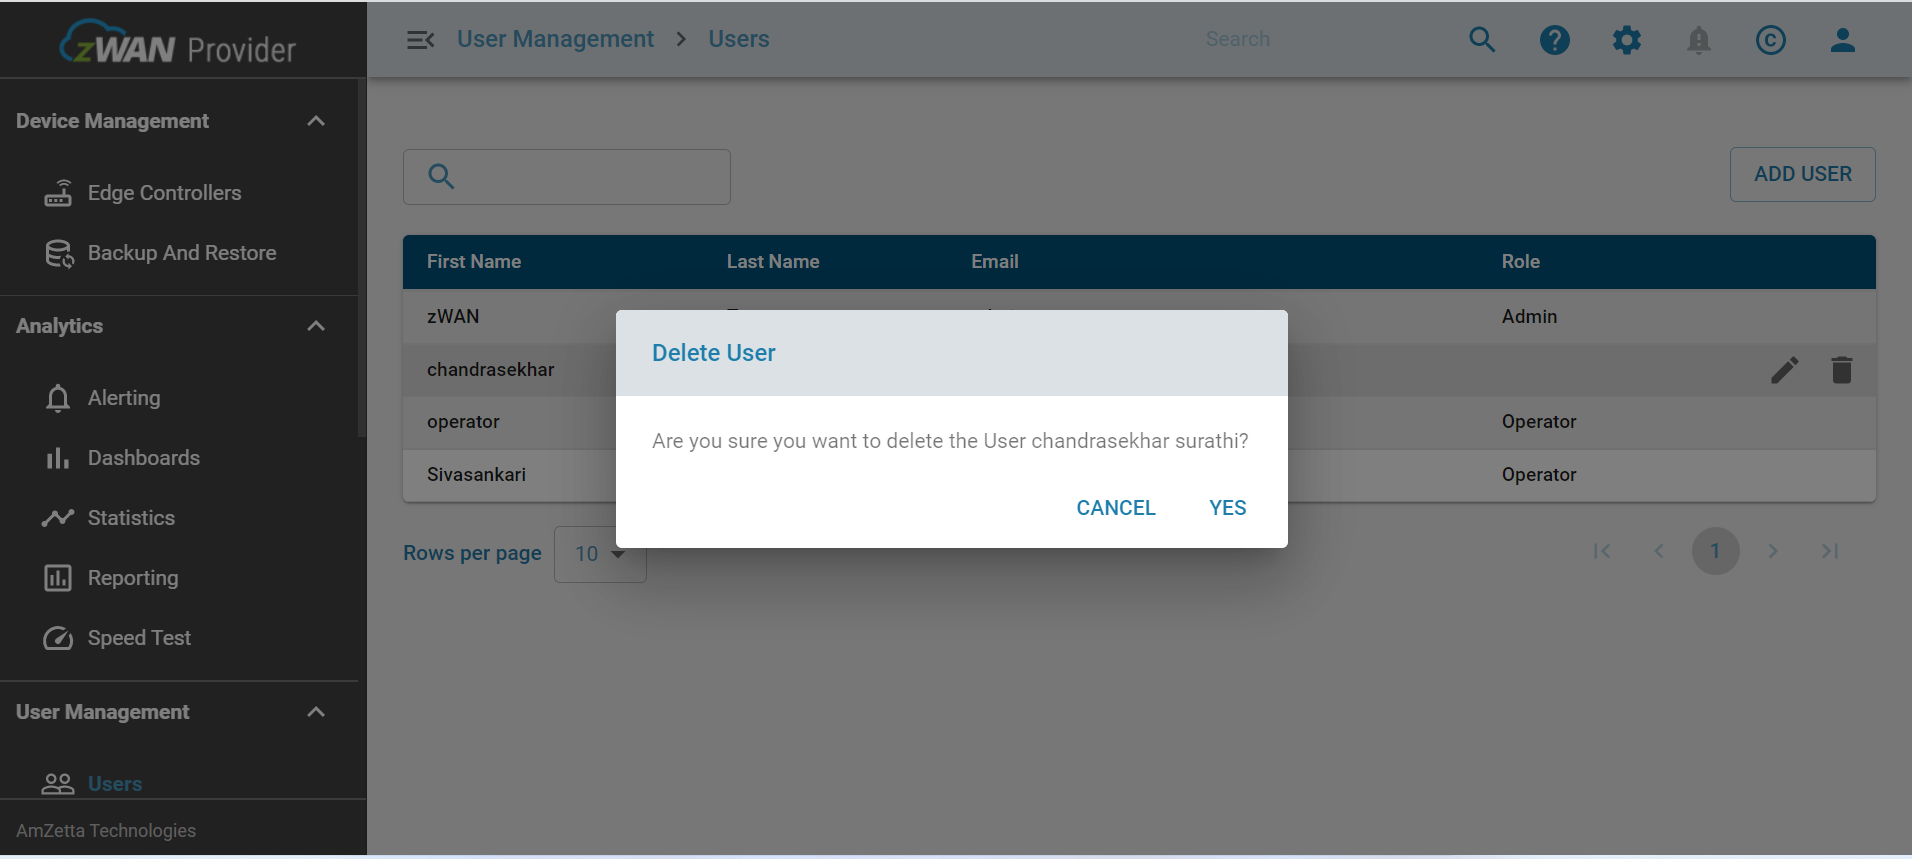 zWAN Provider
User Management > Users
Search
Device Management
Edge Controllers
Backup And Restore
Analytics
Alerting
Dashboards
Statistics
Reporting
Speed Test
User Management
Users
AmZetta Technologies
ADD USER
First Name Last Name Email Role
zWAN Admin
chandrasekhar
operator Operator
Sivasankari Operator
Delete User
Are you sure you want to delete the User chandrasekhar surathi?
CANCEL YES
Rows per page 10
1